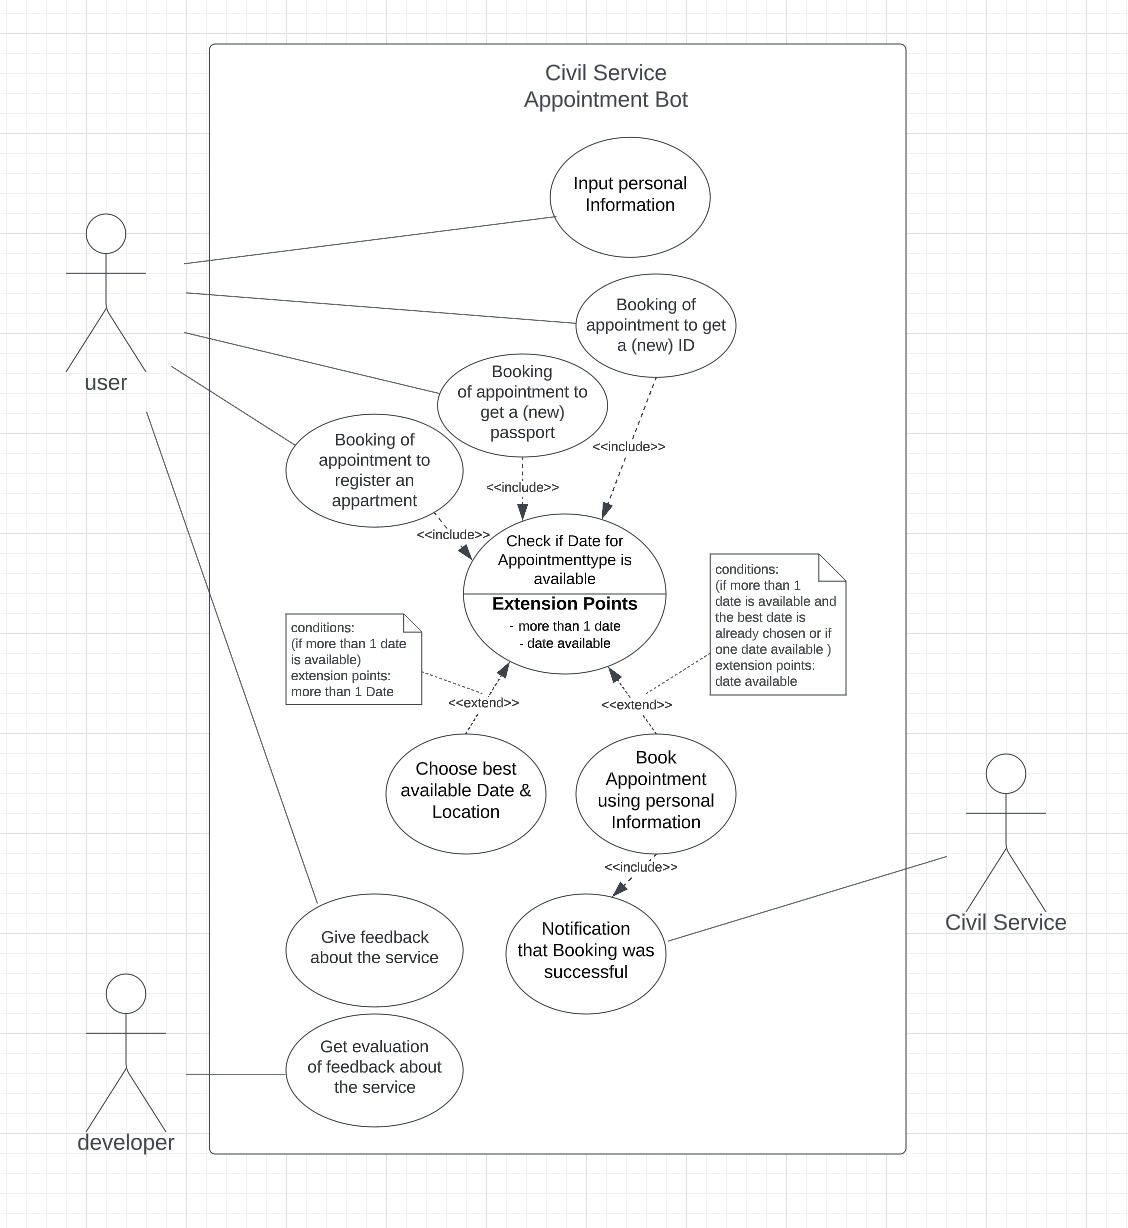 Civil Service
Appointment Bot
Input personal
Information
user
Booking of
appointment to get
a (new) ID
Booking
of appointment to
get a (new)
passport
Booking of
appointment to
register an
appartment
<<include>>
<<include>>
<<include>>
Check if Date for
Appointmenttype is
available
Extension Points
- more than 1 date
- date available
conditions:
(if more than 1
date is available and
the best date is
already chosen or if
one date available )
extension points:
date available
conditions:
(if more than 1 date
is available)
extension points:
more than 1 Date
<<extend>>
<<extend>>
Choose best
available Date &
Location
Book
Appointment
using personal
Information
<<include>>
Civil Service
Notification
that Booking was
successful
Give feedback
about the service
Get evaluation
of feedback about
the service
developer